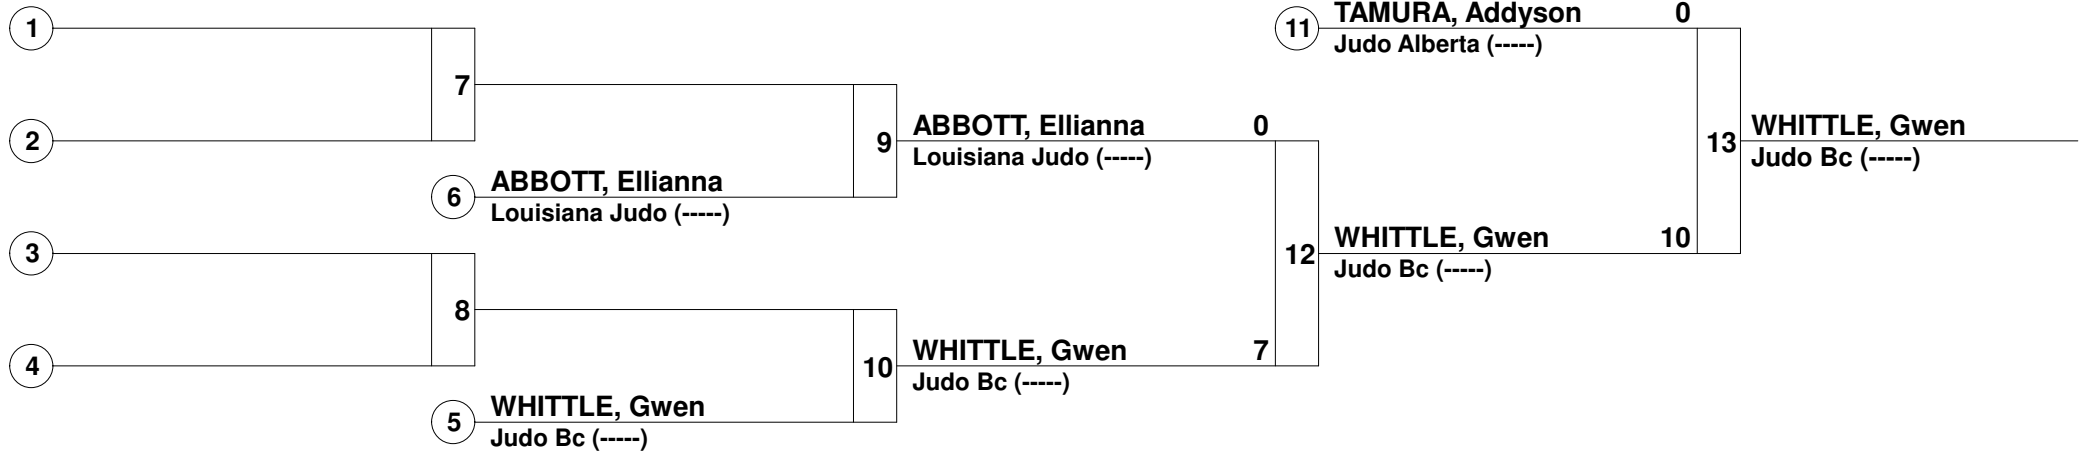 1
2
7
6 ABBOTT, Ellianna
Louisiana Judo (-----)
3
4
8
5 WHITTLE, Gwen
Judo Bc (-----)
9 ABBOTT, Ellianna 0
Louisiana Judo (-----)
10 WHITTLE, Gwen 7
Judo Bc (-----)
11 TAMURA, Addyson 0
Judo Alberta (-----)
12 WHITTLE, Gwen 10
Judo Bc (-----)
13 WHITTLE, Gwen
Judo Bc (-----)